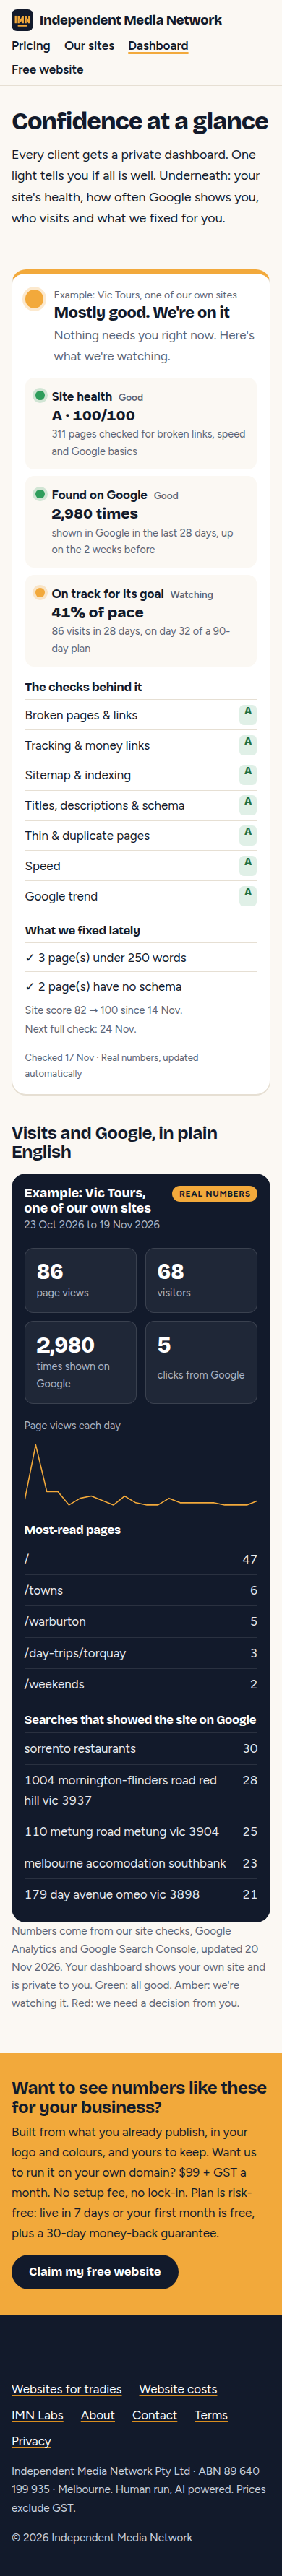 IMN Independent Media Network
Pricing Our sites Dashboard
Free website
Confidence at a glance
Every client gets a private dashboard. One
line tells you if all is well. Underneath: your
site's health, how often Google shows you,
who visits and what we fixed for you.
Example: Vic Tours, one of our own sites
Mostly good. We're on it
Nothing needs you right now. Here's
what we're watching.
Site health Good
A · 100/100
311 pages checked for broken links, speed
and Google basics
Found on Google Good
2,980 times
shown in Google in the last 28 days, up
on the 2 weeks before
On track for its goal Watching
41% of pace
86 visits in 28 days, on day 32 of a 90-
day plan
The checks behind it
Broken pages & links A
Tracking & money links A
Sitemap & indexing A
Titles, descriptions & schema A
Thin & duplicate pages A
Speed A
Google trend A
What we fixed lately
✓ 3 page(s) under 250 words
✓ 2 page(s) have no schema
Site score 82 → 100 since 14 Nov.
Next full check: 24 Nov.
Checked 17 Nov · Real numbers, updated
automatically
Visits and Google, in plain
English
Example: Vic Tours,
one of our own sites
REAL NUMBERS
23 Oct 2026 to 19 Nov 2026
86
page views
68
visitors
2,980
times shown on
Google
5
clicks from Google
Page views each day
Most-read pages
/ 47
/towns 6
/warburton 5
/day-trips/torquay 3
/weekends 2
Searches that showed the site on Google
sorrento restaurants 30
1004 mornington-flinders road red 28
hill vic 3937
110 metung road metung vic 3904 25
melbourne accomodation southbank 23
179 day avenue omeo vic 3898 21
Numbers come from our site checks, Google
Analytics and Google Search Console, updated 20
Nov 2026. Your dashboard shows your own site and
is private to you. Green: all good. Amber: we're
watching it. Red: we need a decision from you.
Want to see numbers like these
for your business?
Built from what you already publish, in your
logo and colours, and yours to keep. Want us
to run it on your own domain? $99 + GST a
month. No setup fee, no lock-in. Plan is risk-
free: live in 7 days or your first month is free,
plus a 30-day money-back guarantee.
Claim my free website
Websites for tradies Website costs
IMN Labs About Contact Terms
Privacy
Independent Media Network Pty Ltd · ABN 89 640
199 935 · Melbourne. Human run, AI powered. Prices
exclude GST.
© 2026 Independent Media Network